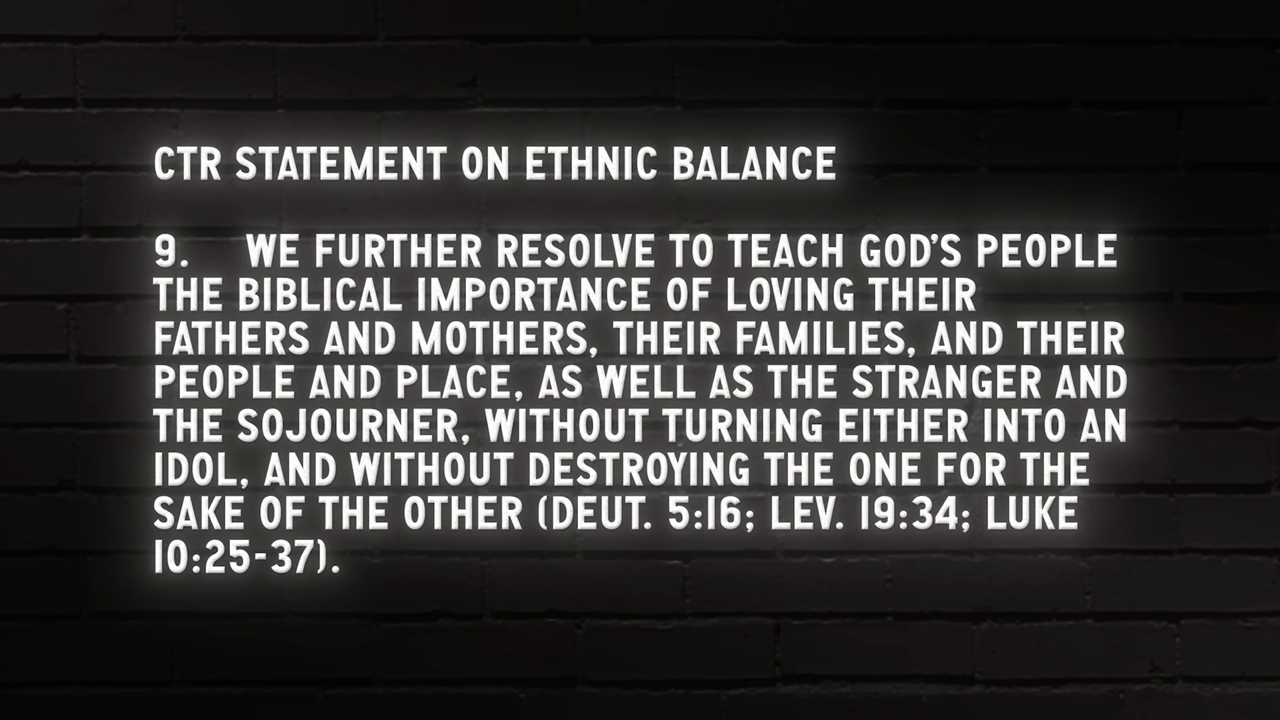 CTR STATEMENT ON ETHNIC BALANCE
9. WE FURTHER RESOLVE TO TEACH GOD'S PEOPLE
THE BIBLICAL IMPORTANCE OF LOVING THEIR
FATHERS AND MOTHERS, THEIR FAMILIES, AND THEIR
PEOPLE AND PLACE, AS WELL AS THE STRANGER AND
THE SOJOURNER, WITHOUT TURNING EITHER INTO AN
IDOL, AND WITHOUT DESTROYING THE ONE FOR THE
SAKE OF THE OTHER (DEUT. 5:16; LEV. 19:34; LUKE
10:25-37).